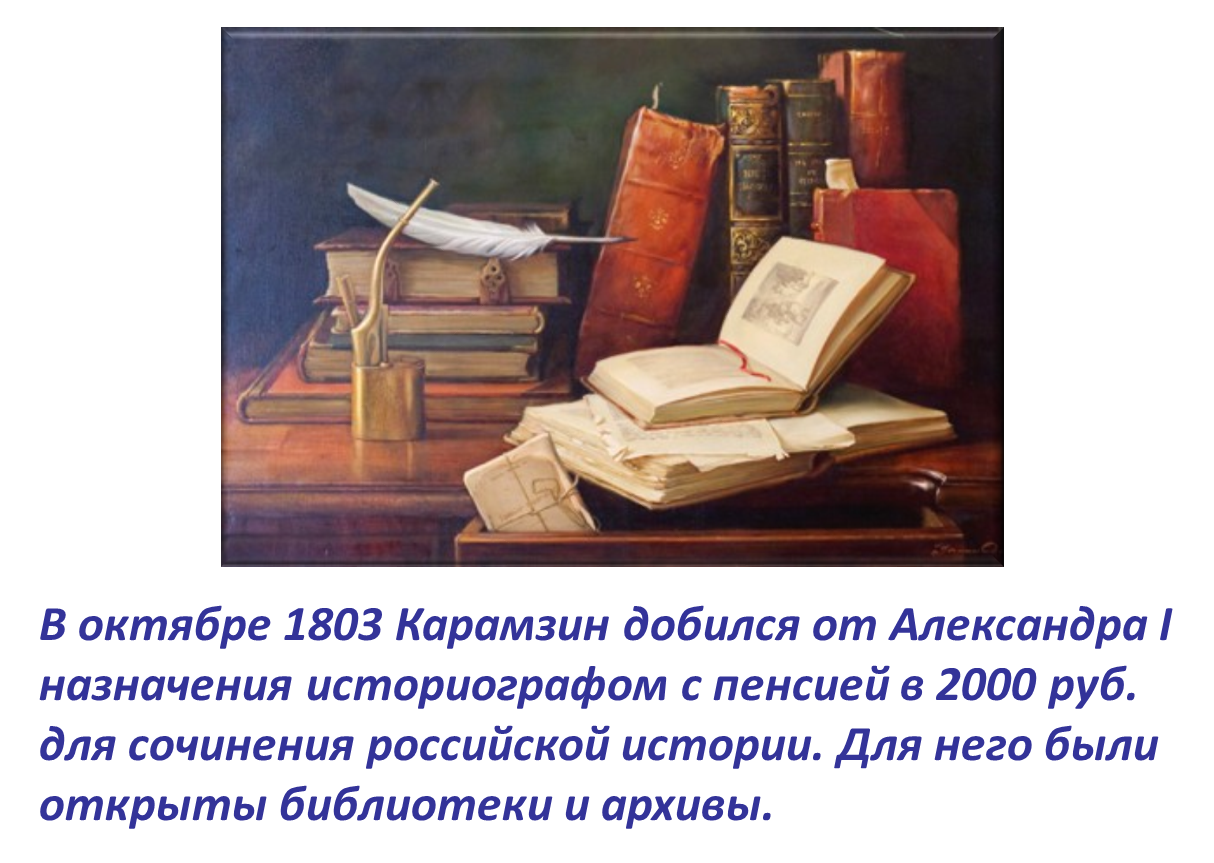 В октябре 1803 Карамзин добился от Александра I
назначения историографом с пенсией в 2000 руб.
для сочинения российской истории. Для него были
открыты библиотеки и архивы.